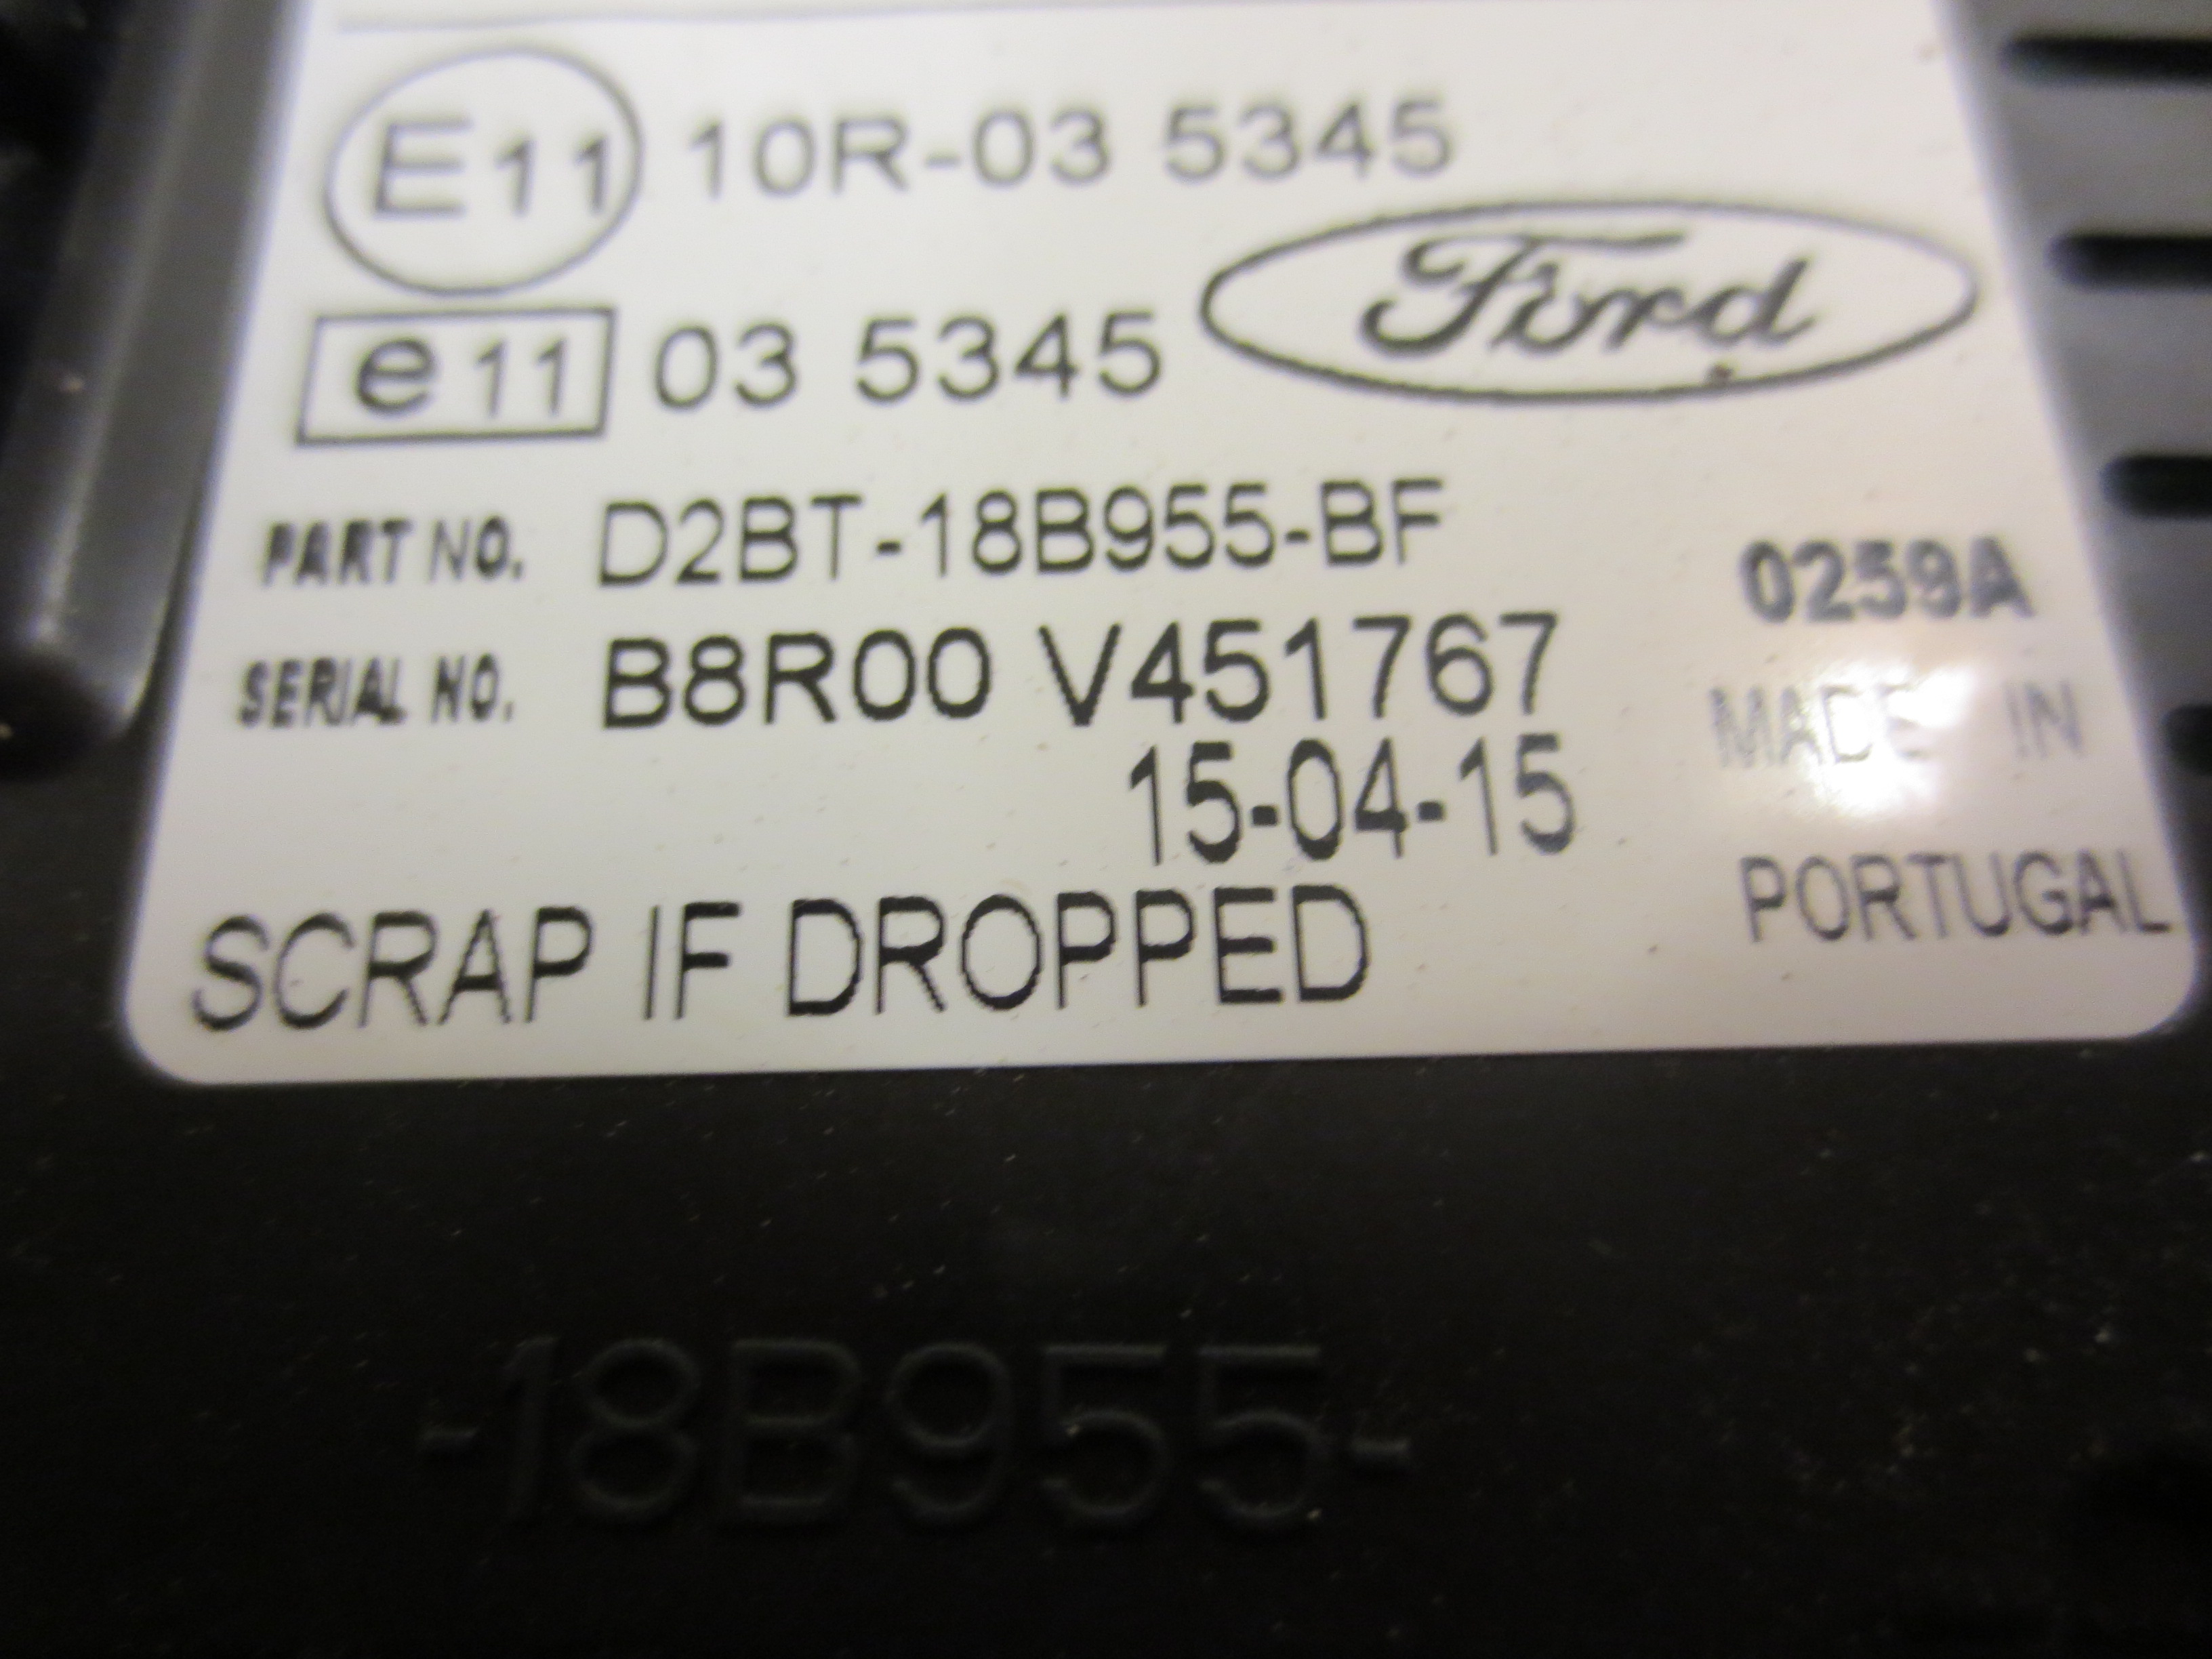 E11 10R-03 5345
Ford
e11 03 5345
PART NO. D2BT-18B955-BF
0259A
SERIAL NO. B8R00 V451767
MADE IN
15-04-15
PORTUGAL
SCRAP IF DROPPED
-18B955-